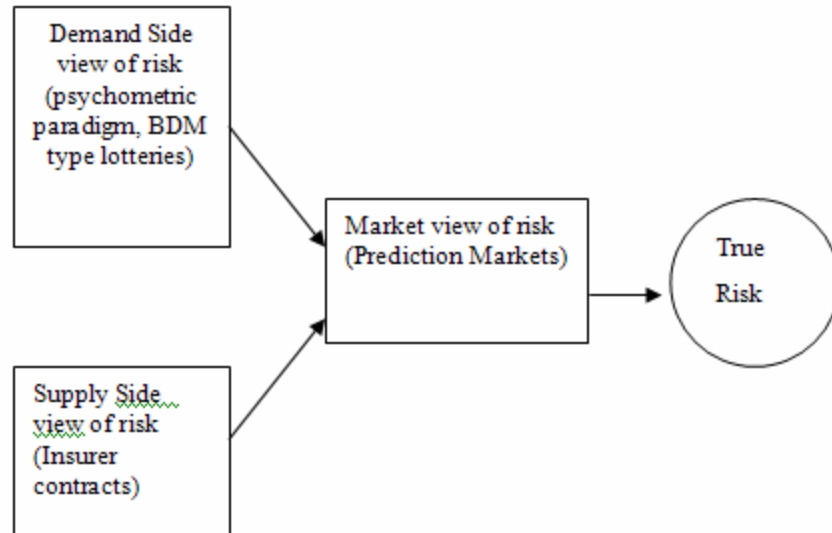 Demand Side
view of risk
(psychometric
paradigm, BDM
type lotteries)
Market view of risk
(Prediction Markets)
True
Risk
Supply Side
view of risk
(Insurer
contracts)